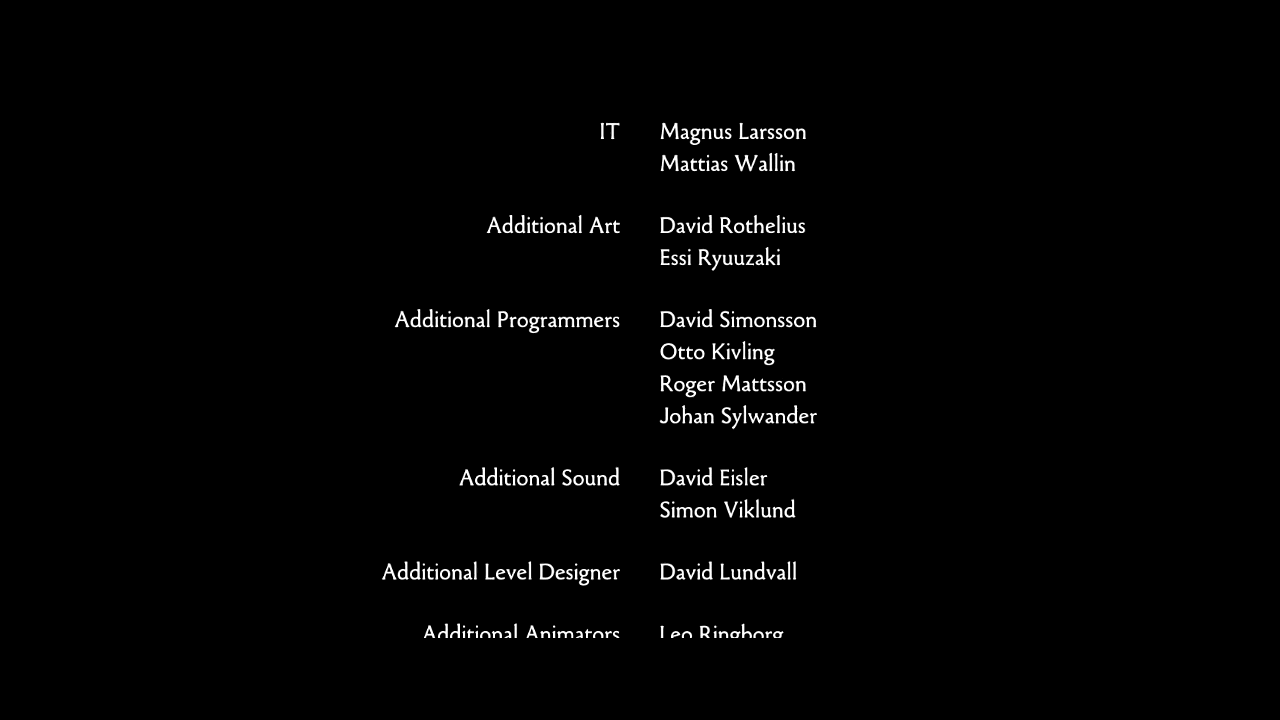 IT Magnus Larsson
Mattias Wallin
Additional Art David Rothelius
Essi Ryuuzaki
Additional Programmers David Simonsson
Otto Kivling
Roger Mattsson
Johan Sylwander
Additional Sound David Eisler
Simon Viklund
Additional Level Designer David Lundvall
Additional Animators Leo Ringborg